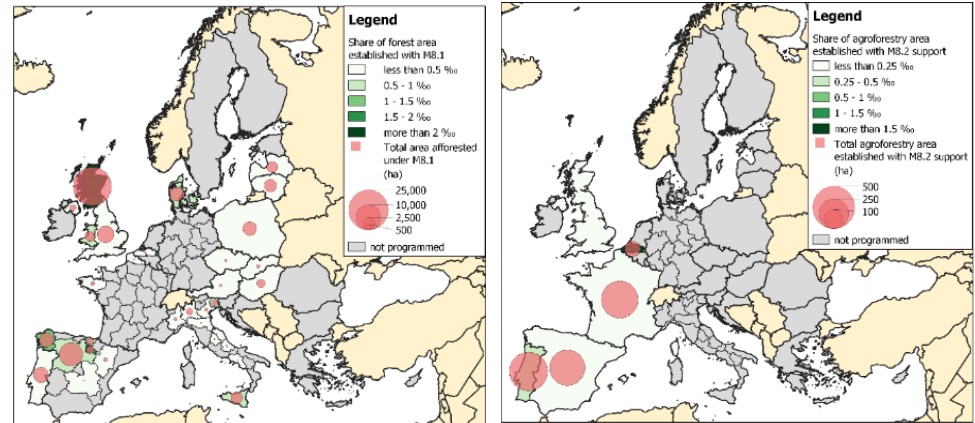 Legend
Share of forest area
established with M8.1
less than 0.5 ‰
0.5 - 1 ‰
1 - 1.5 ‰
1.5 - 2 ‰
more than 2 ‰
Total area afforested
under M8.1
(ha)
25,000
10,000
2,500
500
not programmed
Legend
Share of agroforestry area
established with M8.2 support
less than 0.25 ‰
0.25 - 0.5 ‰
0.5 - 1 ‰
1 - 1.5 ‰
more than 1.5 ‰
Total agroforestry area
established with M8.2 support
(ha)
500
250
100
not programmed